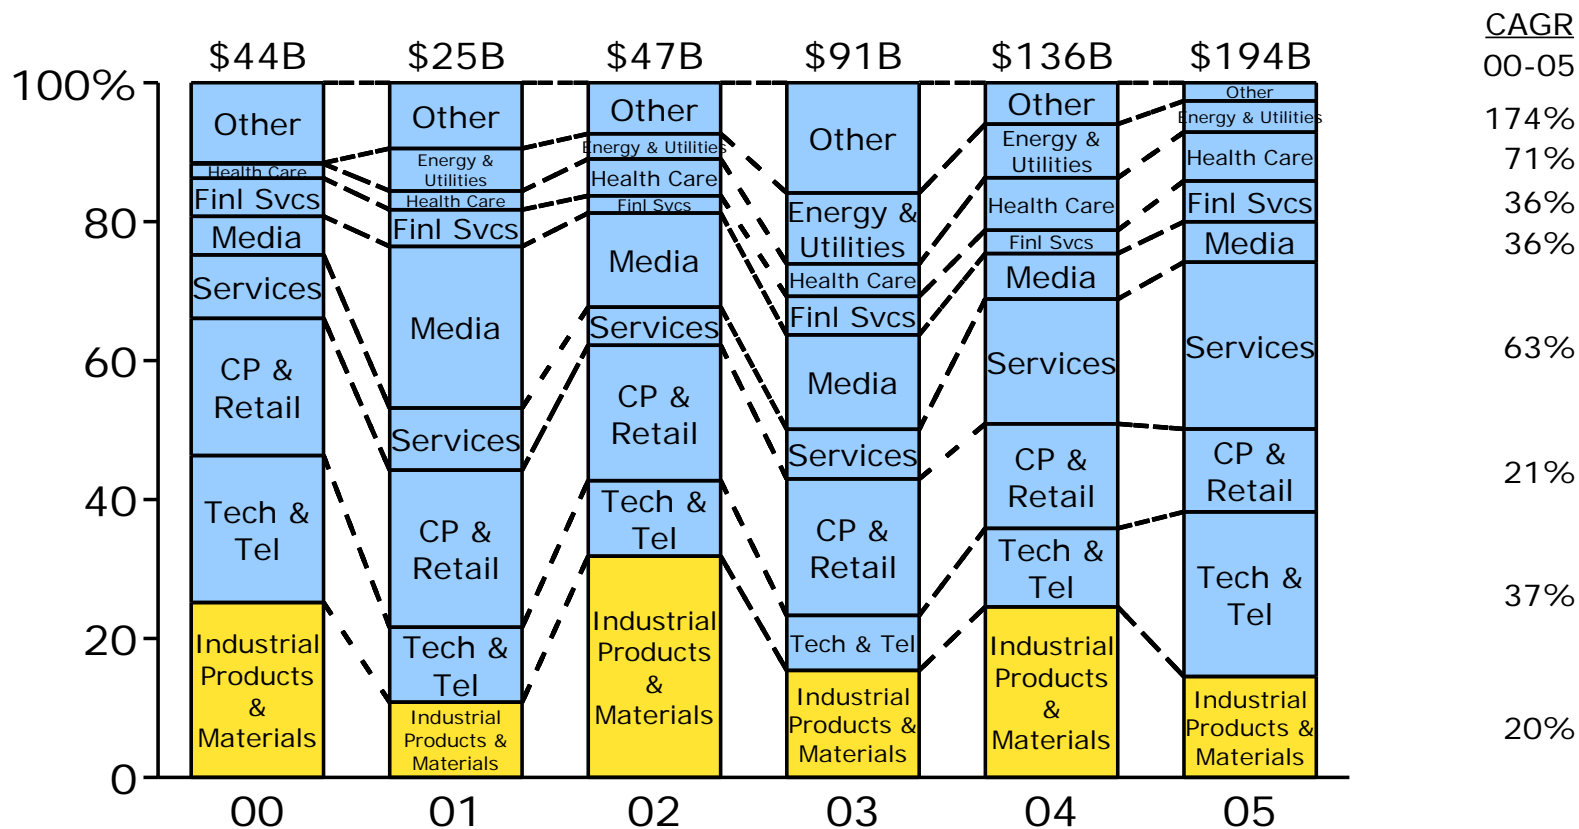 CAGR
00-05
$44B $25B $47B $91B $136B $194B
100%
80
60
40
20
0
Other
Health Care
Finl Svcs
Media
Services
CP &
Retail
Tech &
Tel
Industrial
Products
&
Materials
Other
Energy &
Utilities
Health Care
Finl Svcs
Media
Services
CP &
Retail
Tech &
Tel
Industrial
Products &
Materials
Other
Energy & Utilities
Health Care
Finl Svcs
Media
Services
CP &
Retail
Tech &
Tel
Industrial
Products
&
Materials
Other
Energy &
Utilities
Health Care
Finl Svcs
Media
Services
CP &
Retail
Tech & Tel
Industrial
Products &
Materials
Other
Energy &
Utilities
Health Care
Finl Svcs
Media
Services
CP &
Retail
Tech &
Tel
Industrial
Products
&
Materials
Other
Energy & Utilities
Health Care
Finl Svcs
Media
Services
CP &
Retail
Tech &
Tel
Industrial
Products &
Materials
174%
71%
36%
36%
63%
21%
37%
20%
00 01 02 03 04 05